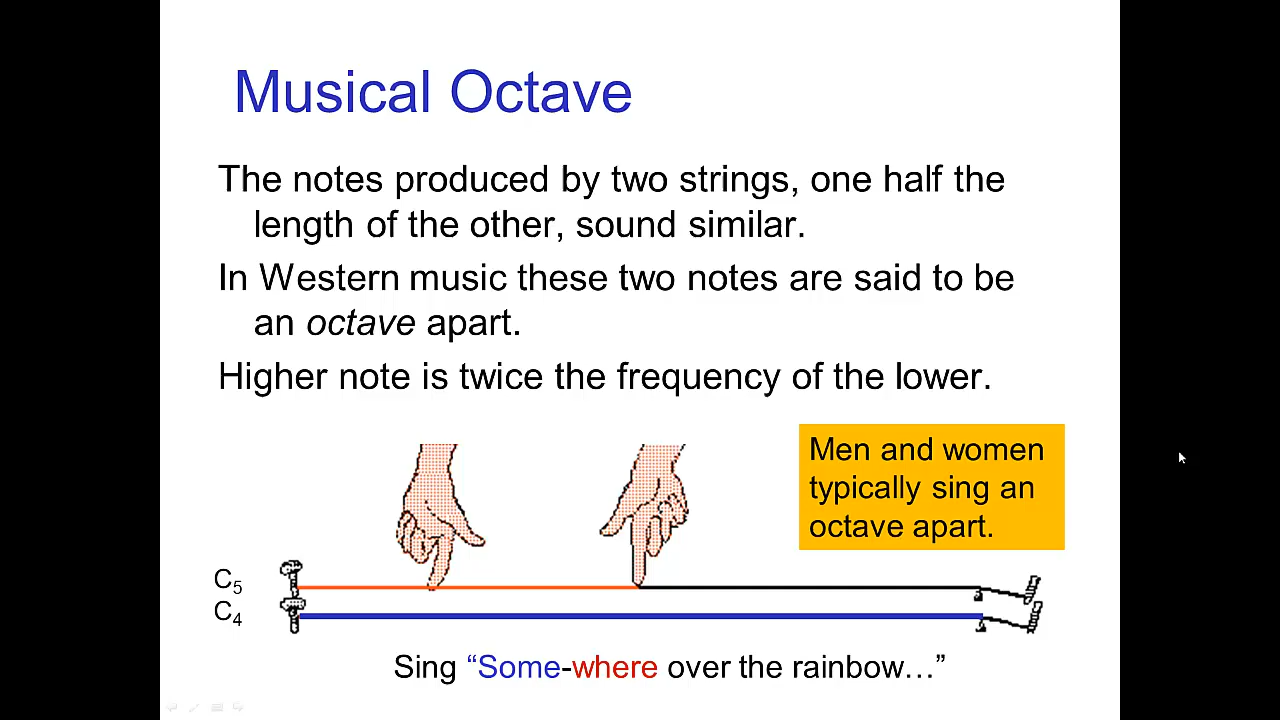 Musical Octave
The notes produced by two strings, one half the
length of the other, sound similar.
In Western music these two notes are said to be
an octave apart.
Higher note is twice the frequency of the lower.
Men and women
typically sing an
octave apart.
C5
C4
Sing “Some-where over the rainbow…”